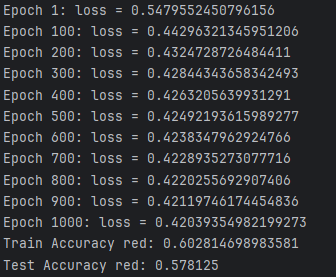 Epoch 1: loss = 0.5479552450796156
Epoch 100: loss = 0.44296321345951206
Epoch 200: loss = 0.4324728726484411
Epoch 300: loss = 0.42844343658342493
Epoch 400: loss = 0.4263205639931291
Epoch 500: loss = 0.42492193615989277
Epoch 600: loss = 0.4238347962924766
Epoch 700: loss = 0.4228935273077716
Epoch 800: loss = 0.4220255692907406
Epoch 900: loss = 0.42119746174454836
Epoch 1000: loss = 0.42039354982199273
Train Accuracy red: 0.602814698983581
Test Accuracy red: 0.578125